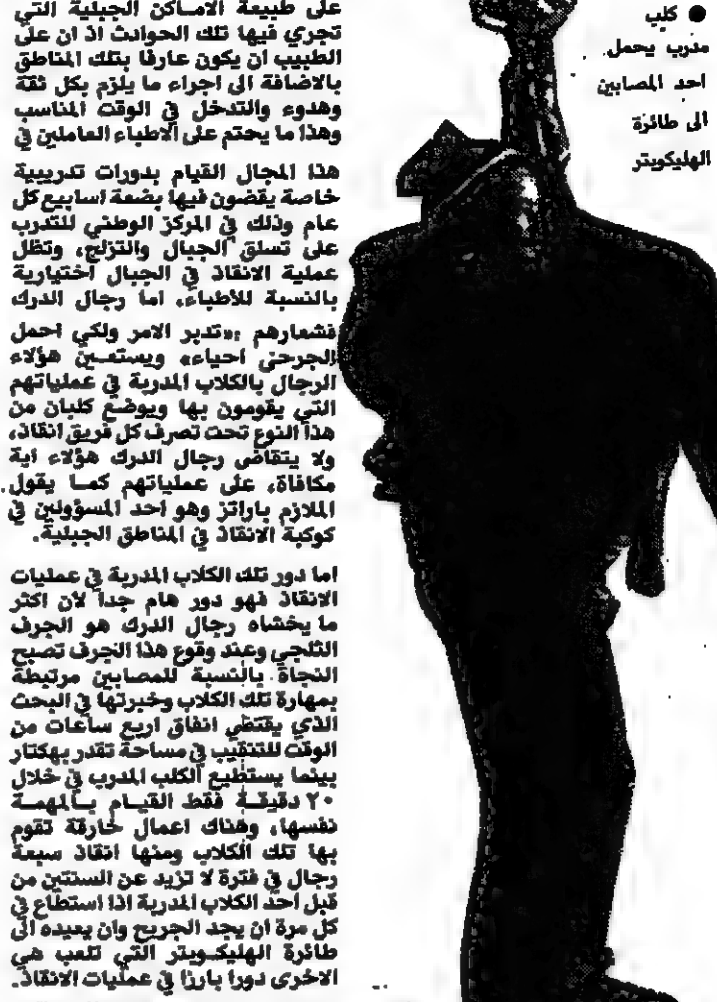 ● كلب
مدرب يحمل
احد المصابين
الى طائرة
الهليكوبتر
على طبيعة الاماكن الجبلية التي
تجري فيها تلك الحوادث اذ ان على
الطبيب ان يكون عارفا بتلك المناطق
بالاضافة الى اجراء ما يلزم بكل ثقة
وهدوء والتدخل في الوقت المناسب
وهذا ما يحتم على الاطباء العاملين في
هذا المجال القيام بدورات تدريبية
خاصة يقضون فيها بضعة اسابيع كل
عام وذلك في المركز الوطني للتدرب
على تسلق الجبال والتزلج، وتظل
عملية الانقاذ في الجبال اختيارية
بالنسبة للأطباء، اما رجال الدرك
فشعارهم :«تدبر الامر ولكي احمل
الجرحى احياء» ويستعـين هؤلاء
الرجال بالكلاب المدربة في عملياتهم
التي يقومون بها ويوضع كلبان من
هذا النوع تحت تصرف كل فريق انقاذ،
ولا يتقاضى رجال الدرك هؤلاء اية
مكافاة، على عملياتهم كمـا يقول
الملازم باراتز وهو احد المسؤولين في
كوكبة الانقاذ في المناطق الجبلية.
اما دور تلك الكلاب المدربة في عمليات
الانقاذ فهو دور هام جدا لان اكثر
ما يخشاه رجال الدرك هو الجرف
الثلجي وعند وقوع هذا الجرف تصبح
النجاة بالنسبة للمصابين مرتبطة
بمهارة تلك الكلاب وخبرتها في البحث
الذي يقتضي انفاق اربع ساعات من
الوقت للتنقيب في مساحة تقدر بهكتار
بينما يستطيع الكلب المدرب في خلال
٢٠ دقيقـة فقط القيـام بـالمهمـة
نفسها، وهناك اعمال خارقة تقوم
بها تلك الكلاب ومنها انقاذ سبعة
رجال في فترة لا تزيد عن السنتين من
قبل احد الكلاب المدربة اذا استطاع في
كل مرة ان يجد الجريح وان يعيده الى
طائرة الهليكـوبتر التي تلعب هي
الاخرى دورا بارزا في عمليات الانقاذ.